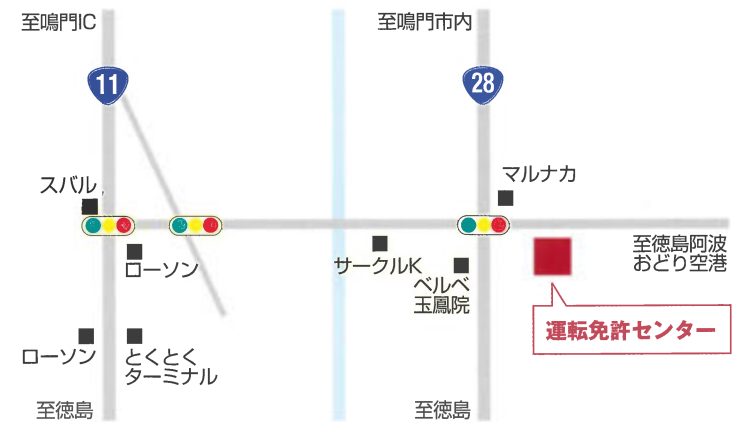 至鳴門IC
至鳴門市内
11
28
スバル
マルナカ
ローソン
サークルK
ベルベ
玉鳳院
至徳島阿波
おどり空港
運転免許センター
ローソン
とくとく
ターミナル
至徳島
至徳島